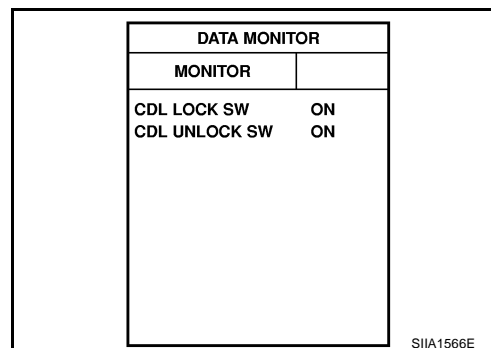 DATA MONITOR
MONITOR
CDL LOCK SW ON
CDL UNLOCK SW ON
SIIA1566E